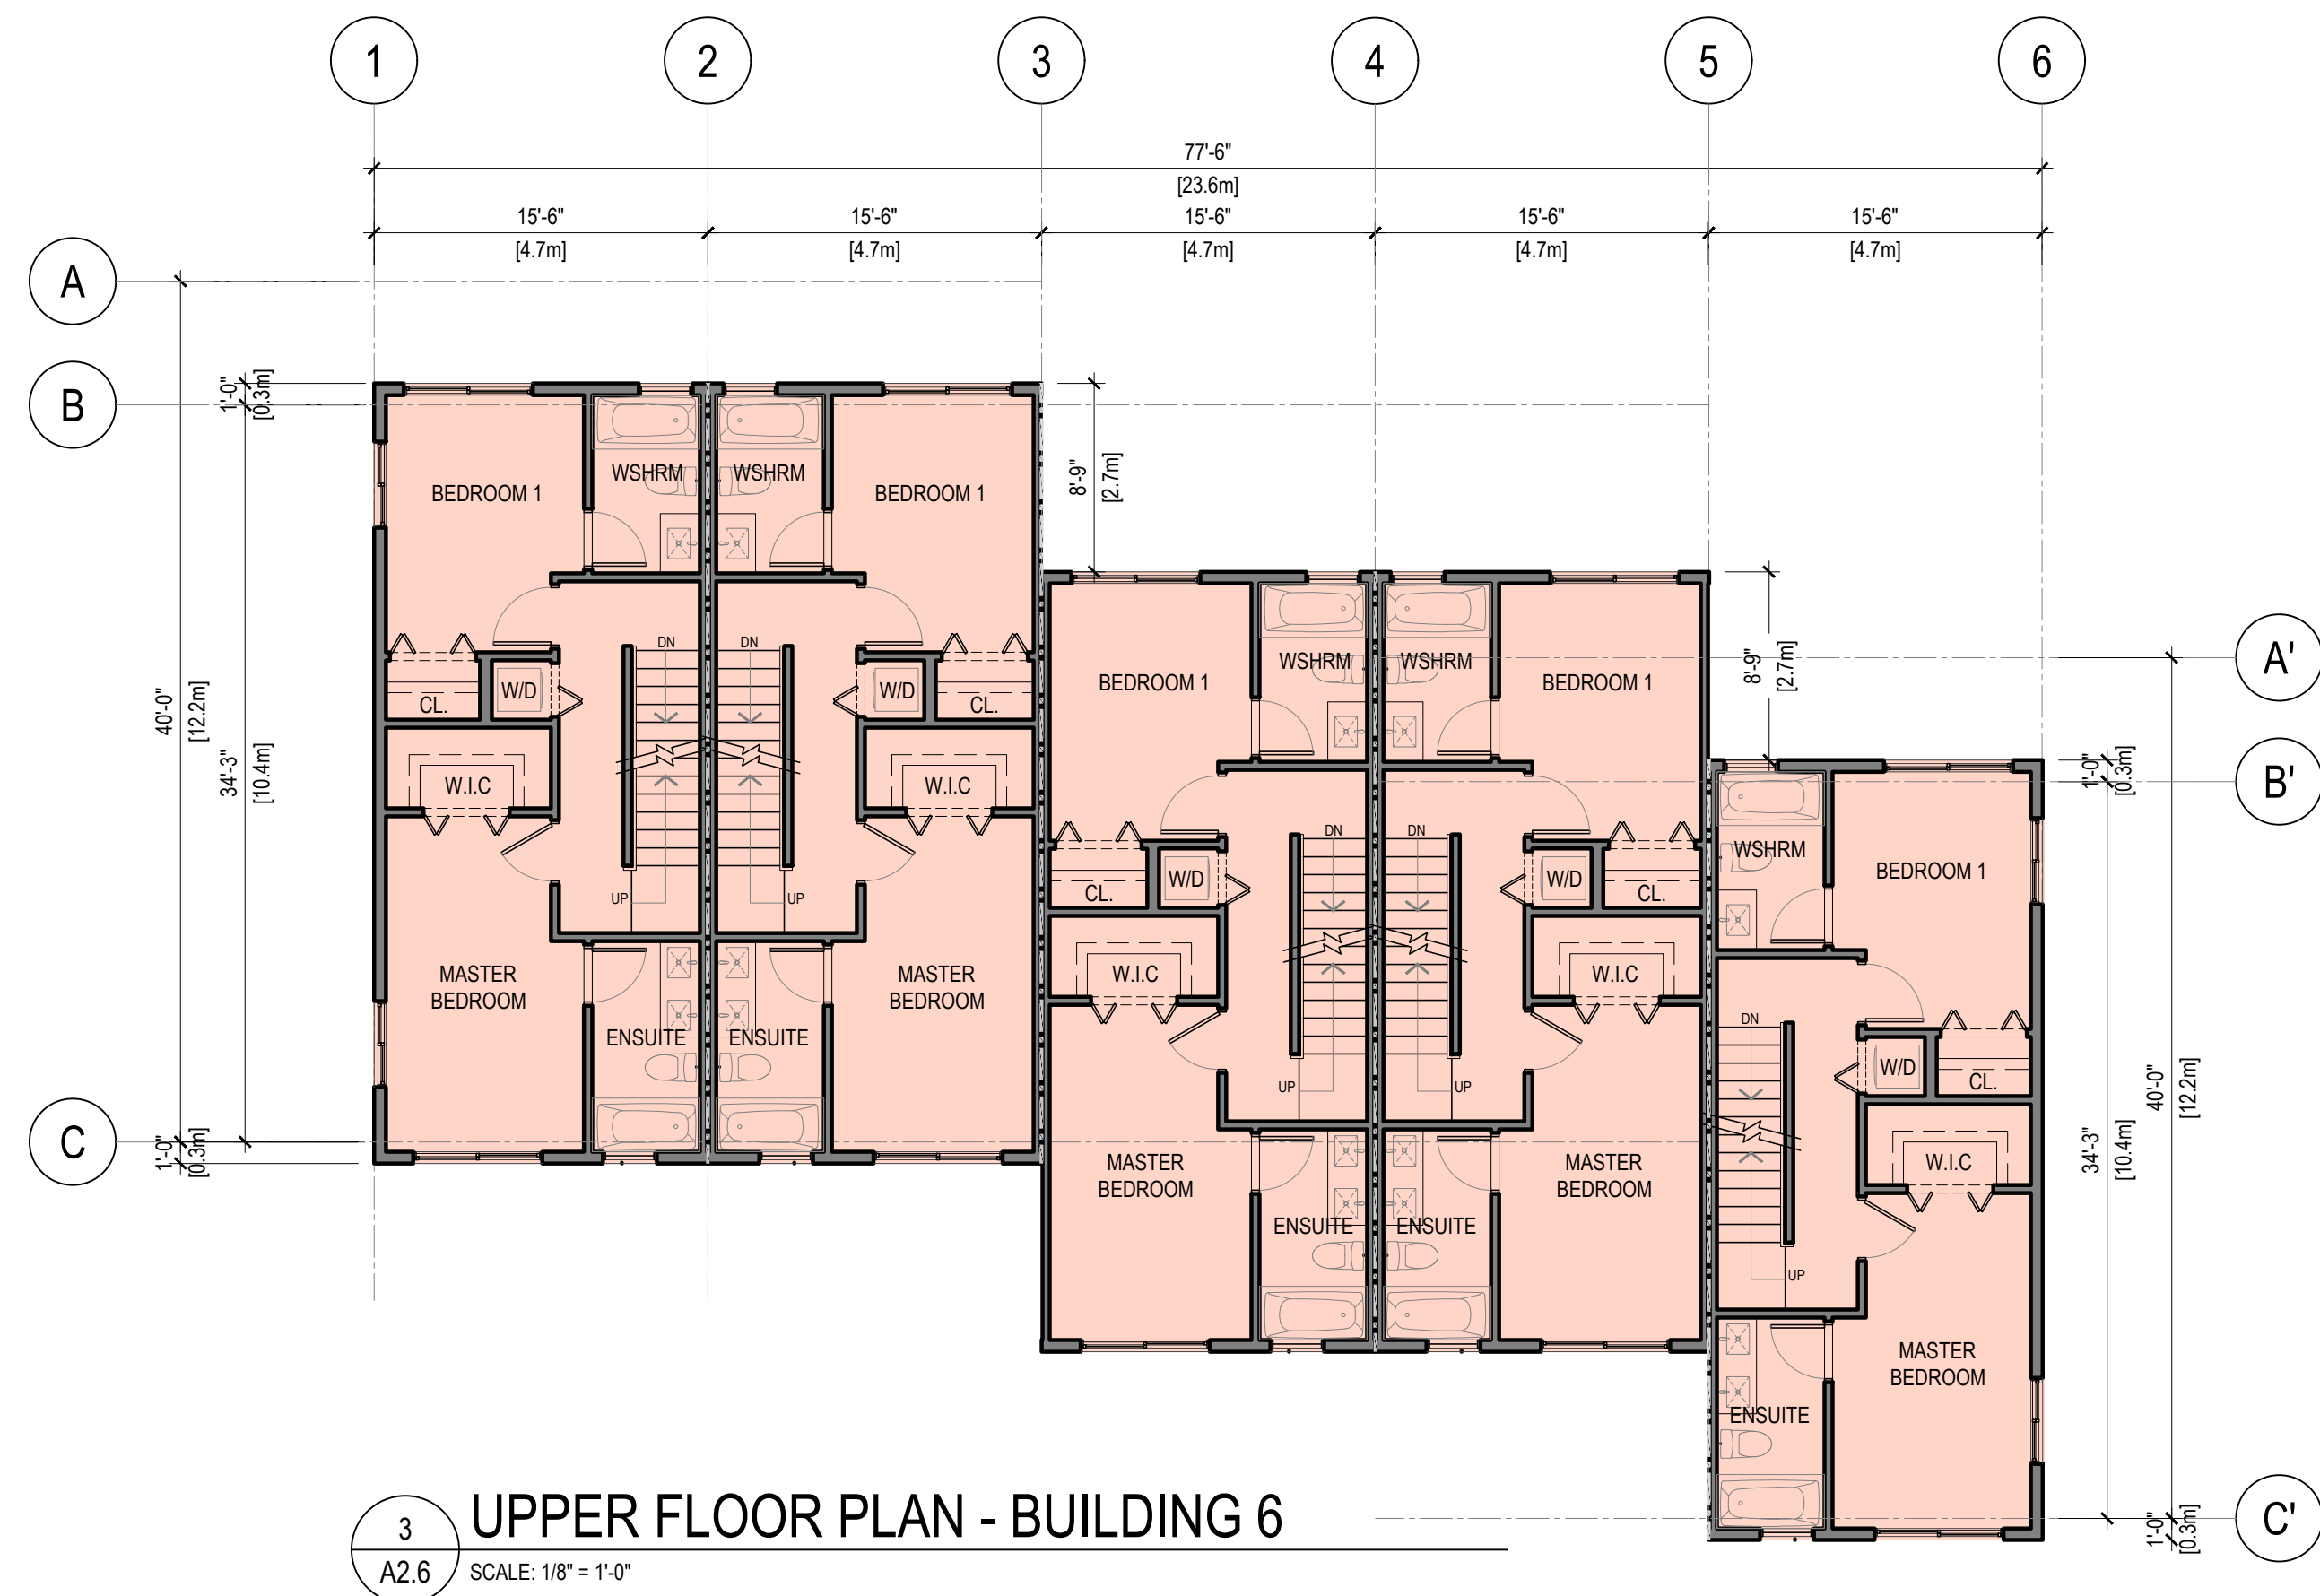 1 2 3 4 5 6
77'-6"
[23.6m]
15'-6" 15'-6" 15'-6" 15'-6" 15'-6"
[4.7m] [4.7m] [4.7m] [4.7m] [4.7m]
A
B
1'-0"
[0.3m]
8'-9"
[2.7m]
WSHRM WSHRM
BEDROOM 1 BEDROOM 1
DN DN
8'-9"
[2.7m]
A'
WSHRM WSHRM
BEDROOM 1 BEDROOM 1
40'-0"
[12.2m]
34'-3"
[10.4m]
W/D W/D
CL. CL.
1'-0"
[0.3m]
B'
W.I.C W.I.C
DN DN
WSHRM
BEDROOM 1
W/D W/D
CL. CL.
UP UP
MASTER MASTER
BEDROOM BEDROOM
W.I.C W.I.C
DN
ENSUITE ENSUITE
W/D
CL.
UP UP
40'-0"
[12.2m]
34'-3"
[10.4m]
C
1'-0"
[0.3m]
MASTER MASTER
BEDROOM BEDROOM
W.I.C
ENSUITE ENSUITE
UP
MASTER
BEDROOM
ENSUITE
C'
1'-0"
[0.3m]
3
A2.6
UPPER FLOOR PLAN - BUILDING 6
SCALE: 1/8" = 1'-0"